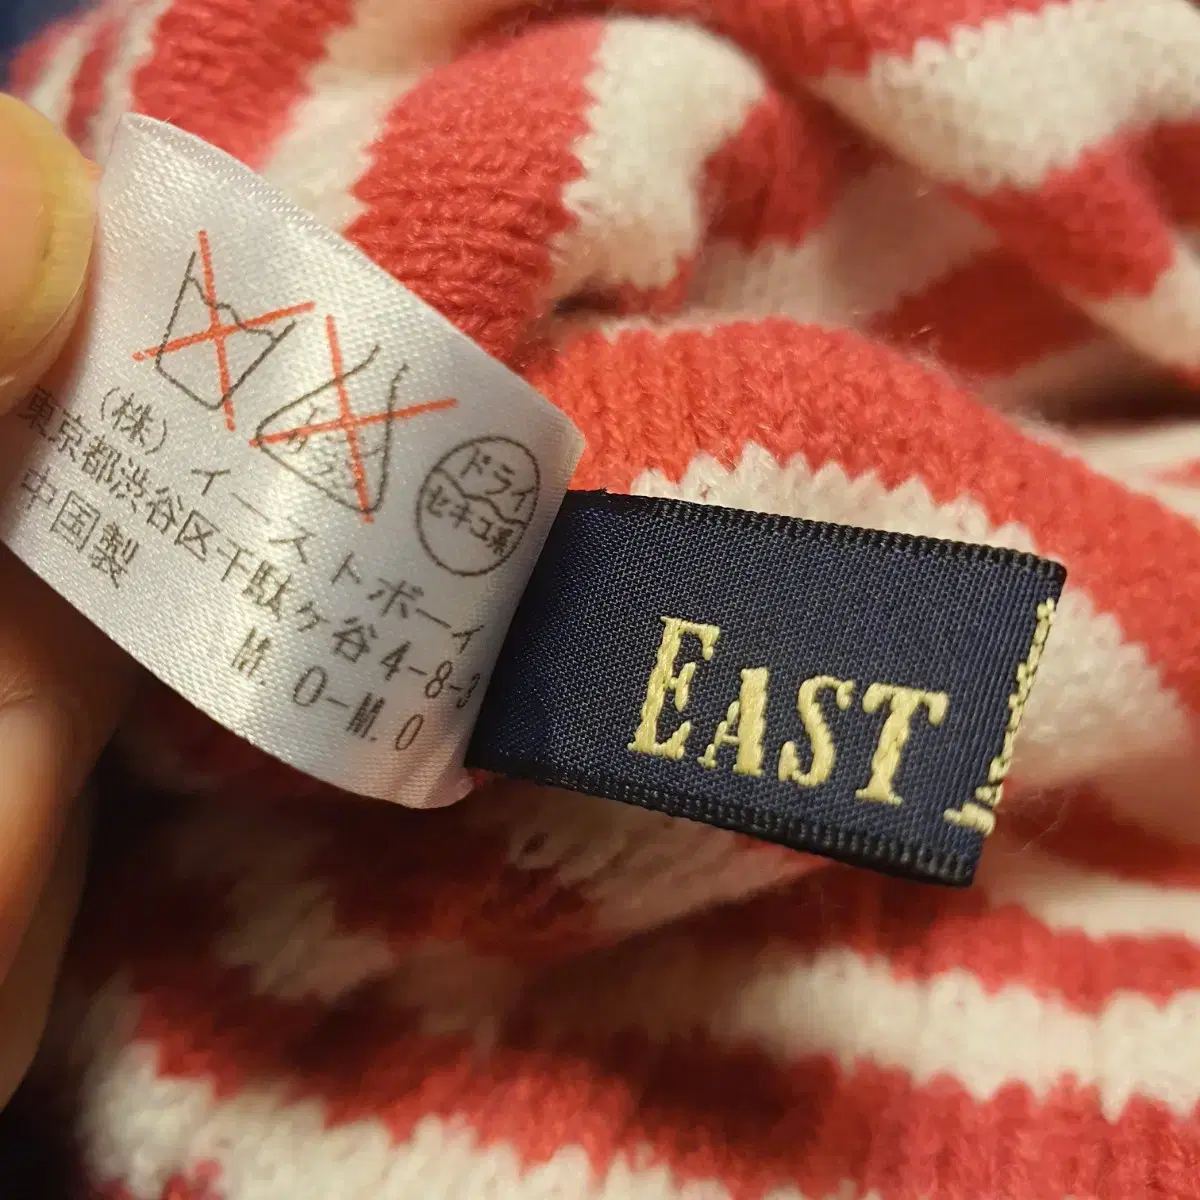 ドライ
セキユ系
(株)イーストボーイ
東京都渋谷区千駄ヶ谷4-8-3
中国製
M. 0-M. 0
EAST